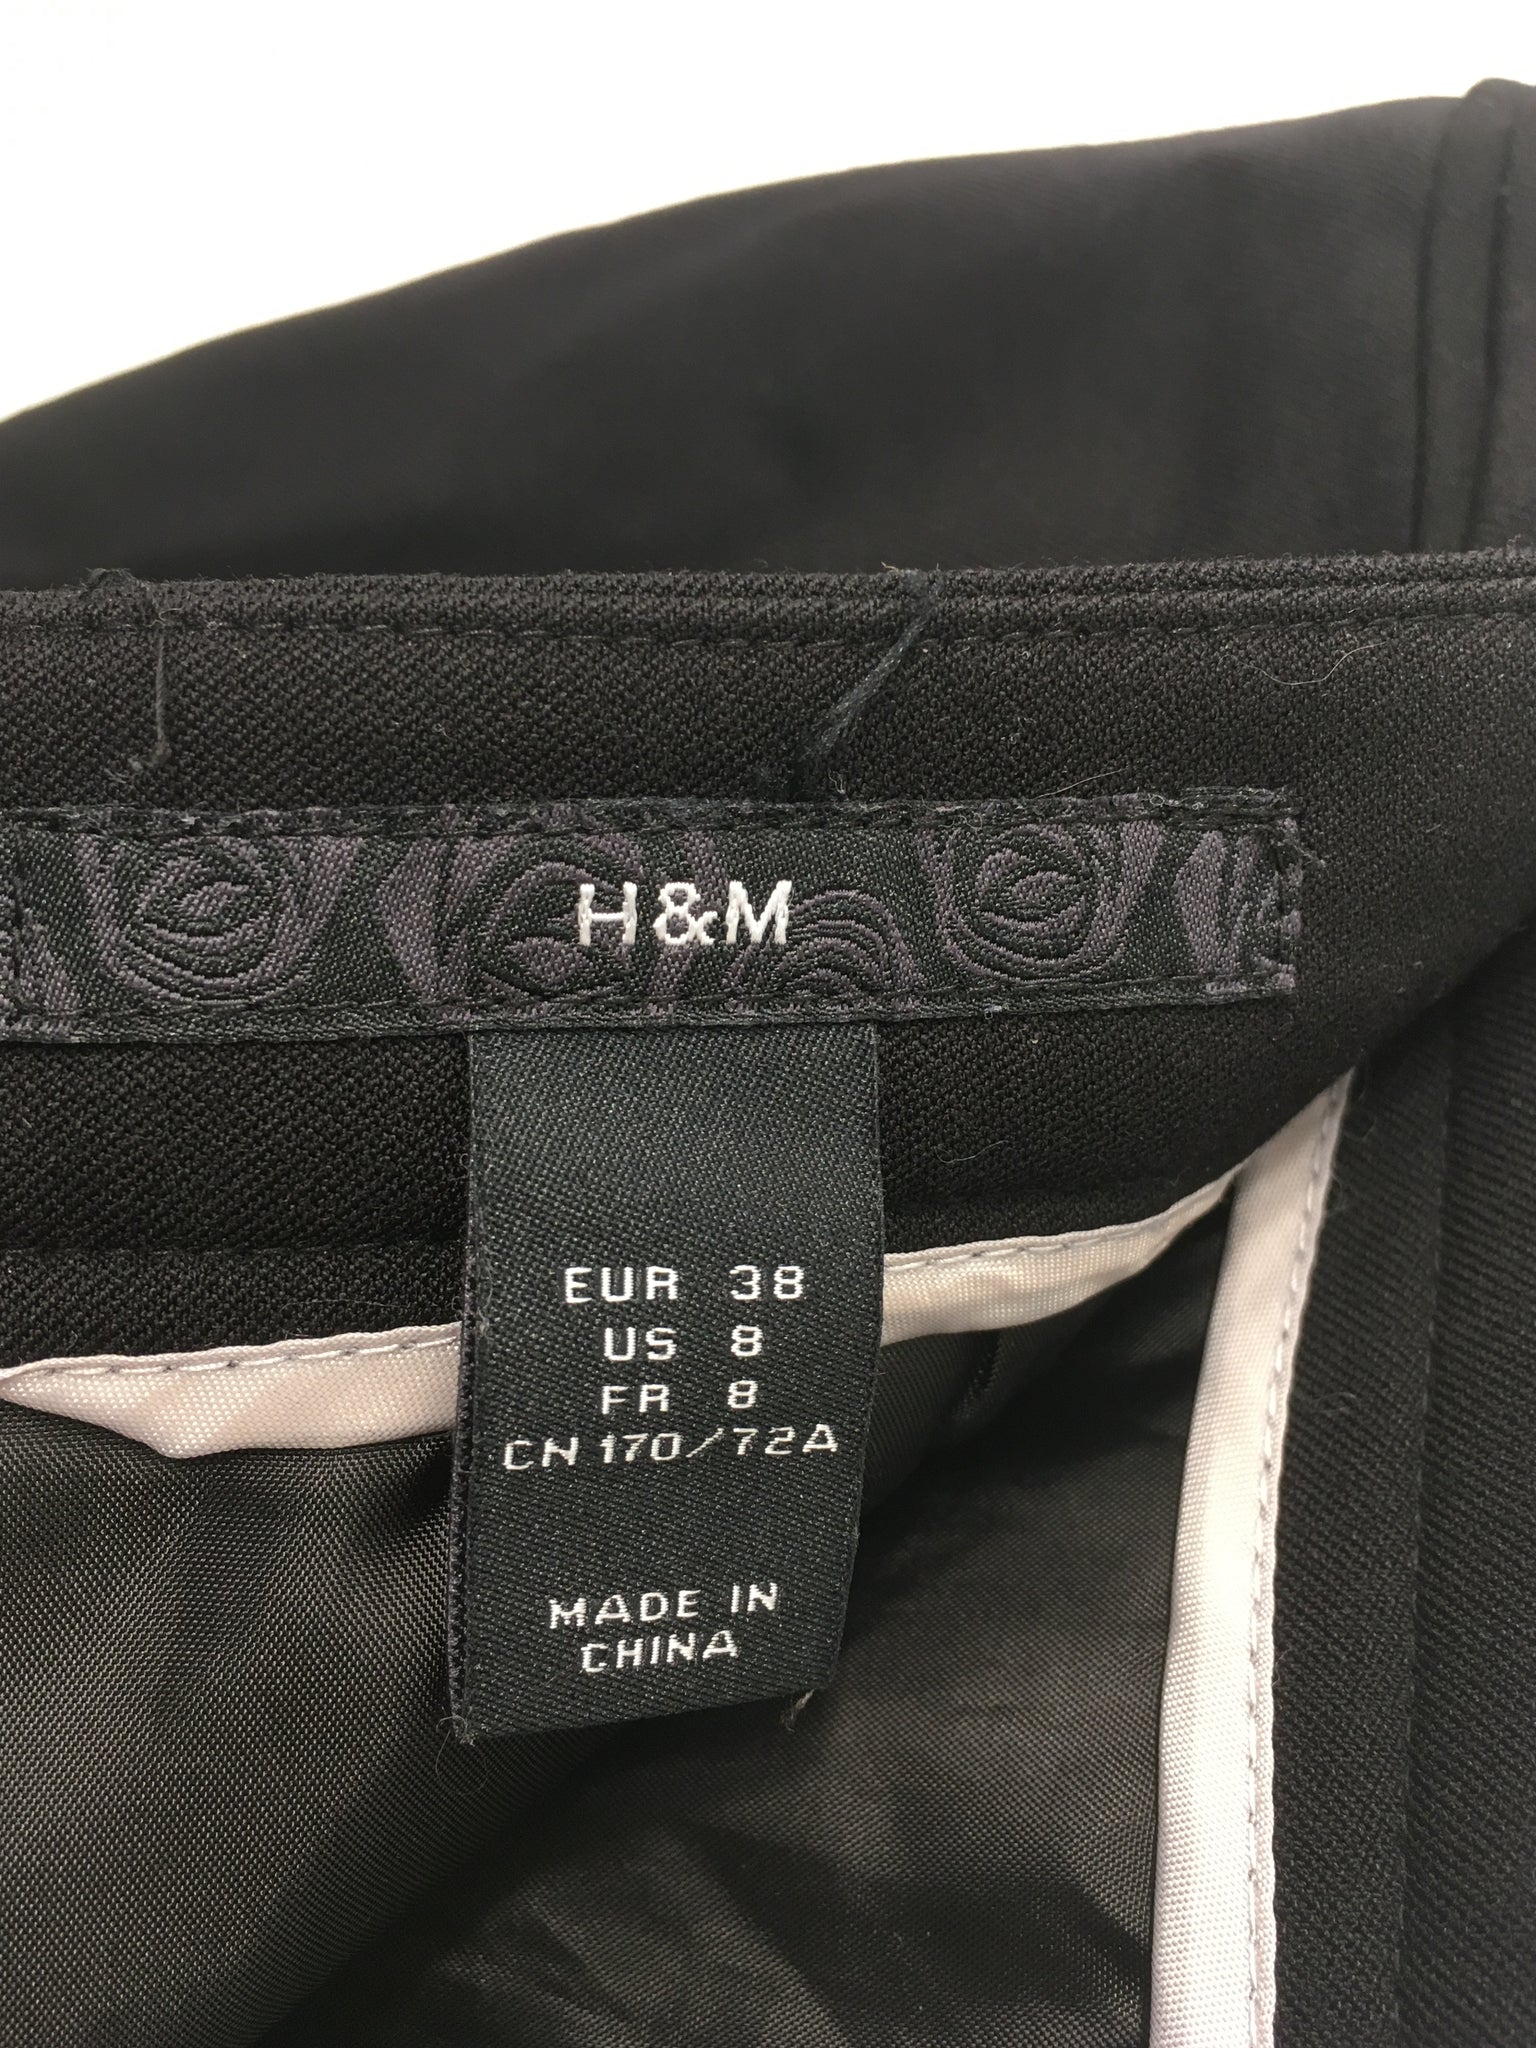 H&M
EUR 38
US 8
FR 8
CN 170/72A
MADE IN
CHINA